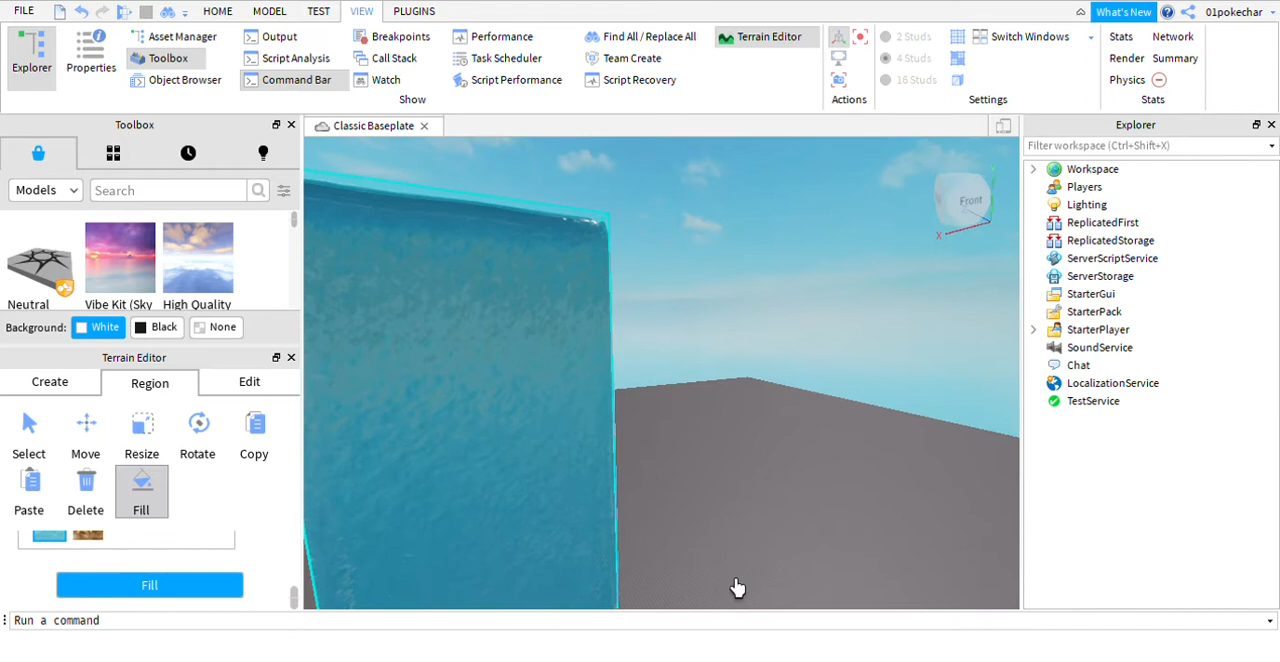 FILE HOME MODEL TEST VIEW PLUGINS What's New 01pokechar
Explorer
Properties
Asset Manager
Toolbox
Object Browser
Output
Script Analysis
Command Bar
Breakpoints
Call Stack
Watch
Performance
Task Scheduler
Script Performance
Find All / Replace All
Team Create
Script Recovery
Terrain Editor
Show
Actions
2 Studs
4 Studs
16 Studs
Switch Windows
Settings
Stats Network
Render Summary
Physics
Stats
Toolbox
Models Search
Neutral Vibe Kit (Sky High Quality
Background: White Black None
Terrain Editor
Create Region Edit
Select Move Resize Rotate Copy
Paste Delete Fill
Fill
Classic Baseplate
Front
X
Explorer
Filter workspace (Ctrl+Shift+X)
Workspace
Players
Lighting
ReplicatedFirst
ReplicatedStorage
ServerScriptService
ServerStorage
StarterGui
StarterPack
StarterPlayer
SoundService
Chat
LocalizationService
TestService
Run a command